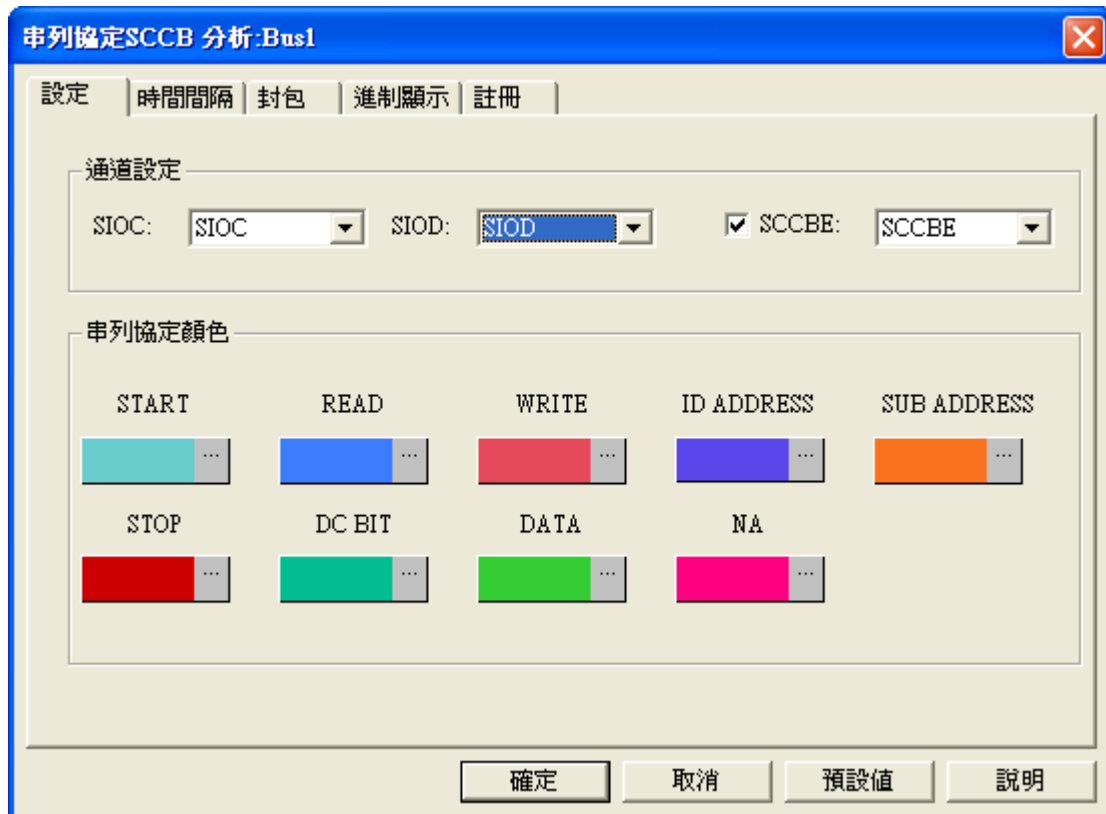 串列協定SCCB 分析:Bus1
設定 時間間隔 封包 進制顯示 註冊
通道設定
SIOC: SIOC SIOD: SIOD SCCBE: SCCBE
串列協定顏色
START READ WRITE ID ADDRESS SUB ADDRESS
... ... ... ... ...
STOP DC BIT DATA NA
... ... ... ...
確定 取消 預設値 說明